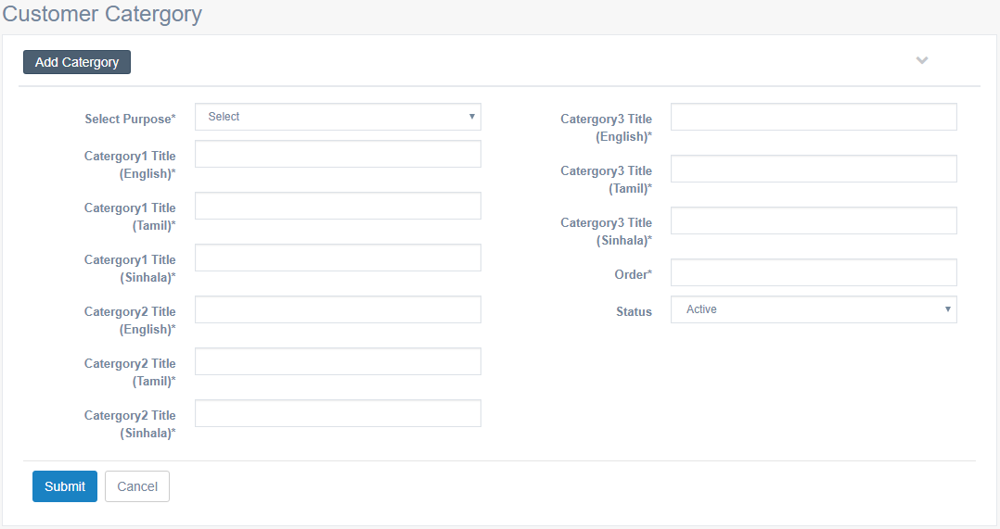 Customer Catergory
Add Catergory
Select Purpose*
Select
Catergory1 Title
(English)*
Catergory1 Title
(Tamil)*
Catergory1 Title
(Sinhala)*
Catergory2 Title
(English)*
Catergory2 Title
(Tamil)*
Catergory2 Title
(Sinhala)*
Catergory3 Title
(English)*
Catergory3 Title
(Tamil)*
Catergory3 Title
(Sinhala)*
Order*
Status
Active
Submit
Cancel